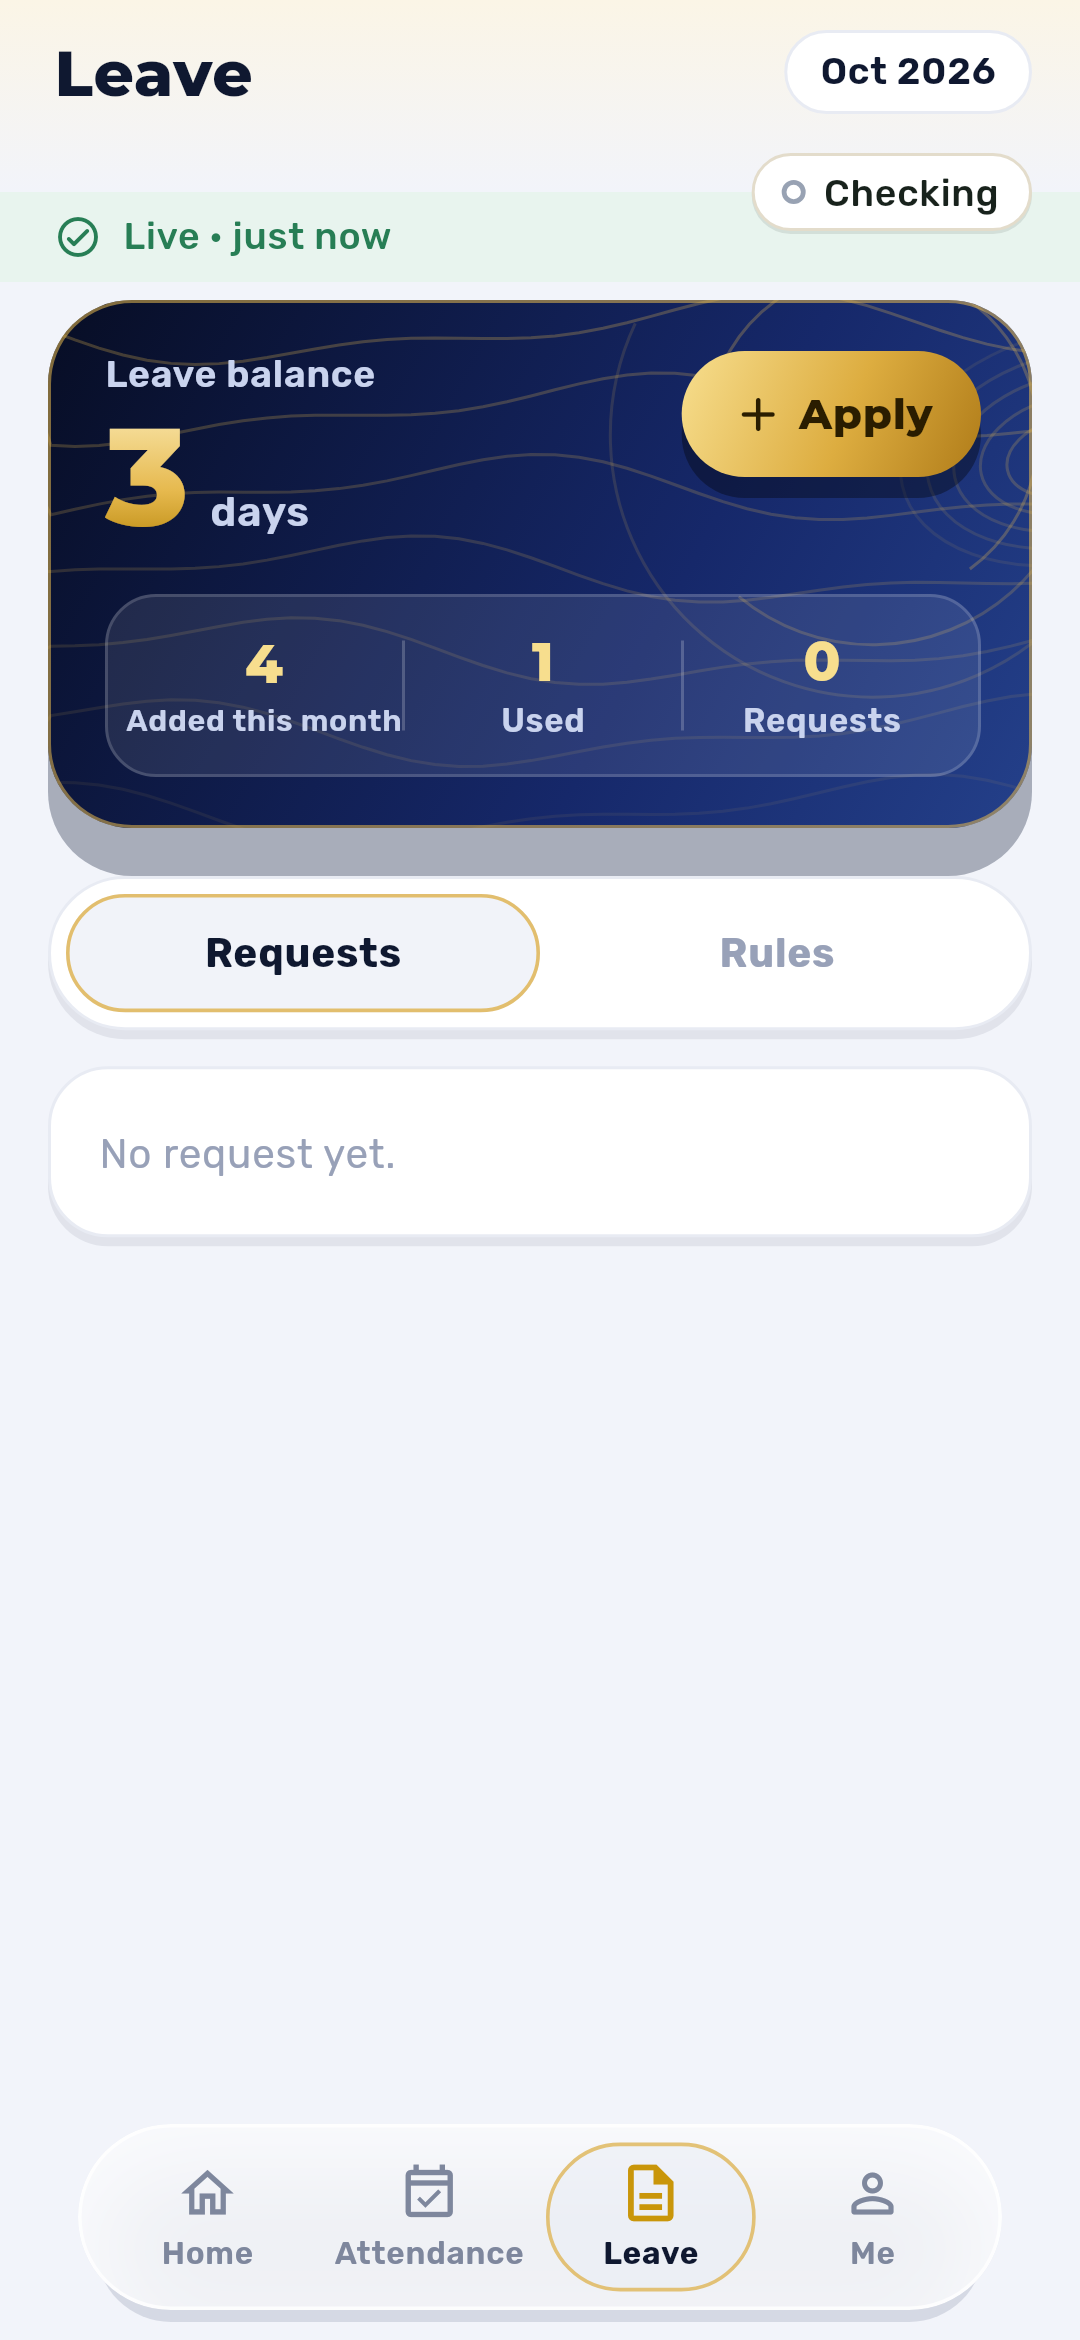 Leave
Oct 2026
Checking
Live • just now
Leave balance
+ Apply
3 days
4
Added this month
1
Used
0
Requests
Requests
Rules
No request yet.
Home
Attendance
Leave
Me